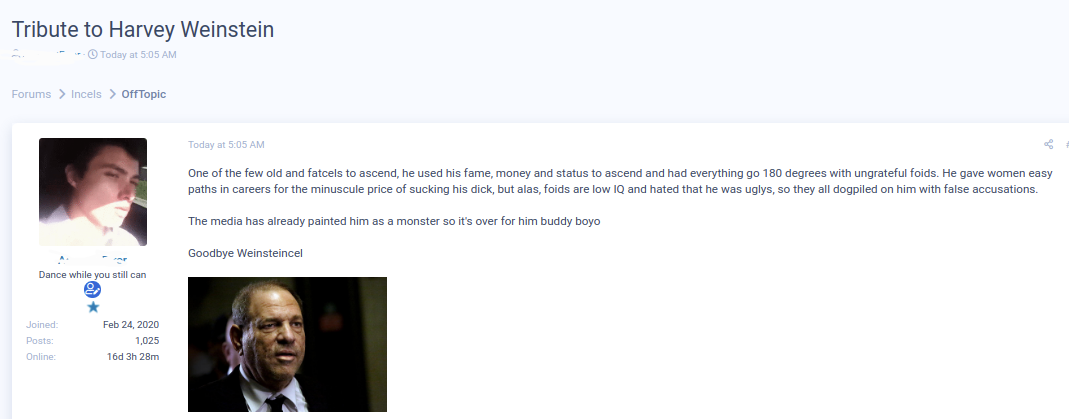 Tribute to Harvey Weinstein
Today at 5:05 AM
Forums > Incels > OffTopic
Today at 5:05 AM
One of the few old and fatcels to ascend, he used his fame, money and status to ascend and had everything go 180 degrees with ungrateful foids. He gave women easy
paths in careers for the minuscule price of sucking his dick, but alas, foids are low IQ and hated that he was uglys, so they all dogpiled on him with false accusations.
The media has already painted him as a monster so it's over for him buddy boyo
Goodbye Weinsteincel
Dance while you still can
Joined: Feb 24, 2020
Posts: 1,025
Online: 16d 3h 28m